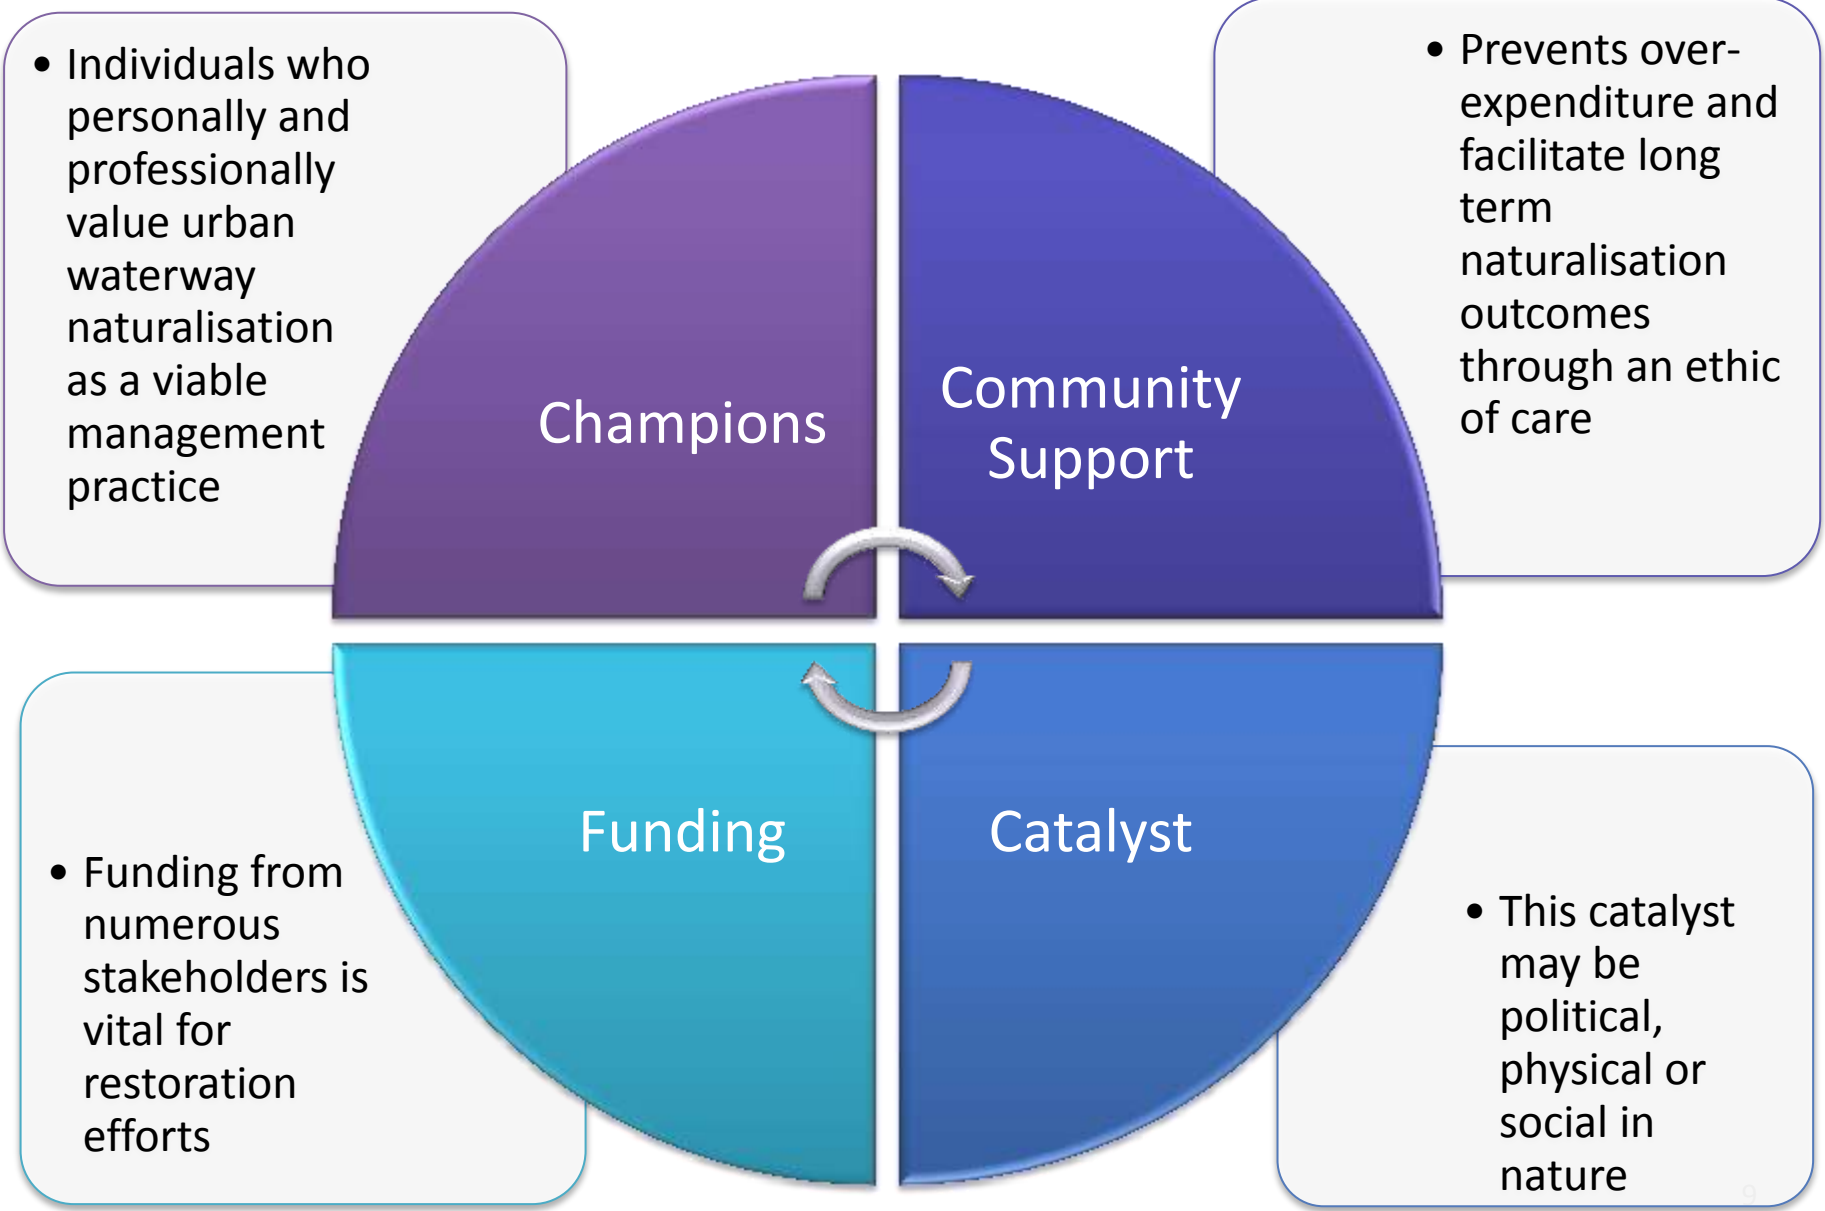 • Individuals who
personally and
professionally
value urban
waterway
naturalisation
as a viable
management
practice
• Prevents over-
expenditure and
facilitate long
term
naturalisation
outcomes
through an ethic
of care
Champions
Community
Support
Funding
Catalyst
• Funding from
numerous
stakeholders is
vital for
restoration
efforts
• This catalyst
may be
political,
physical or
social in
nature
9